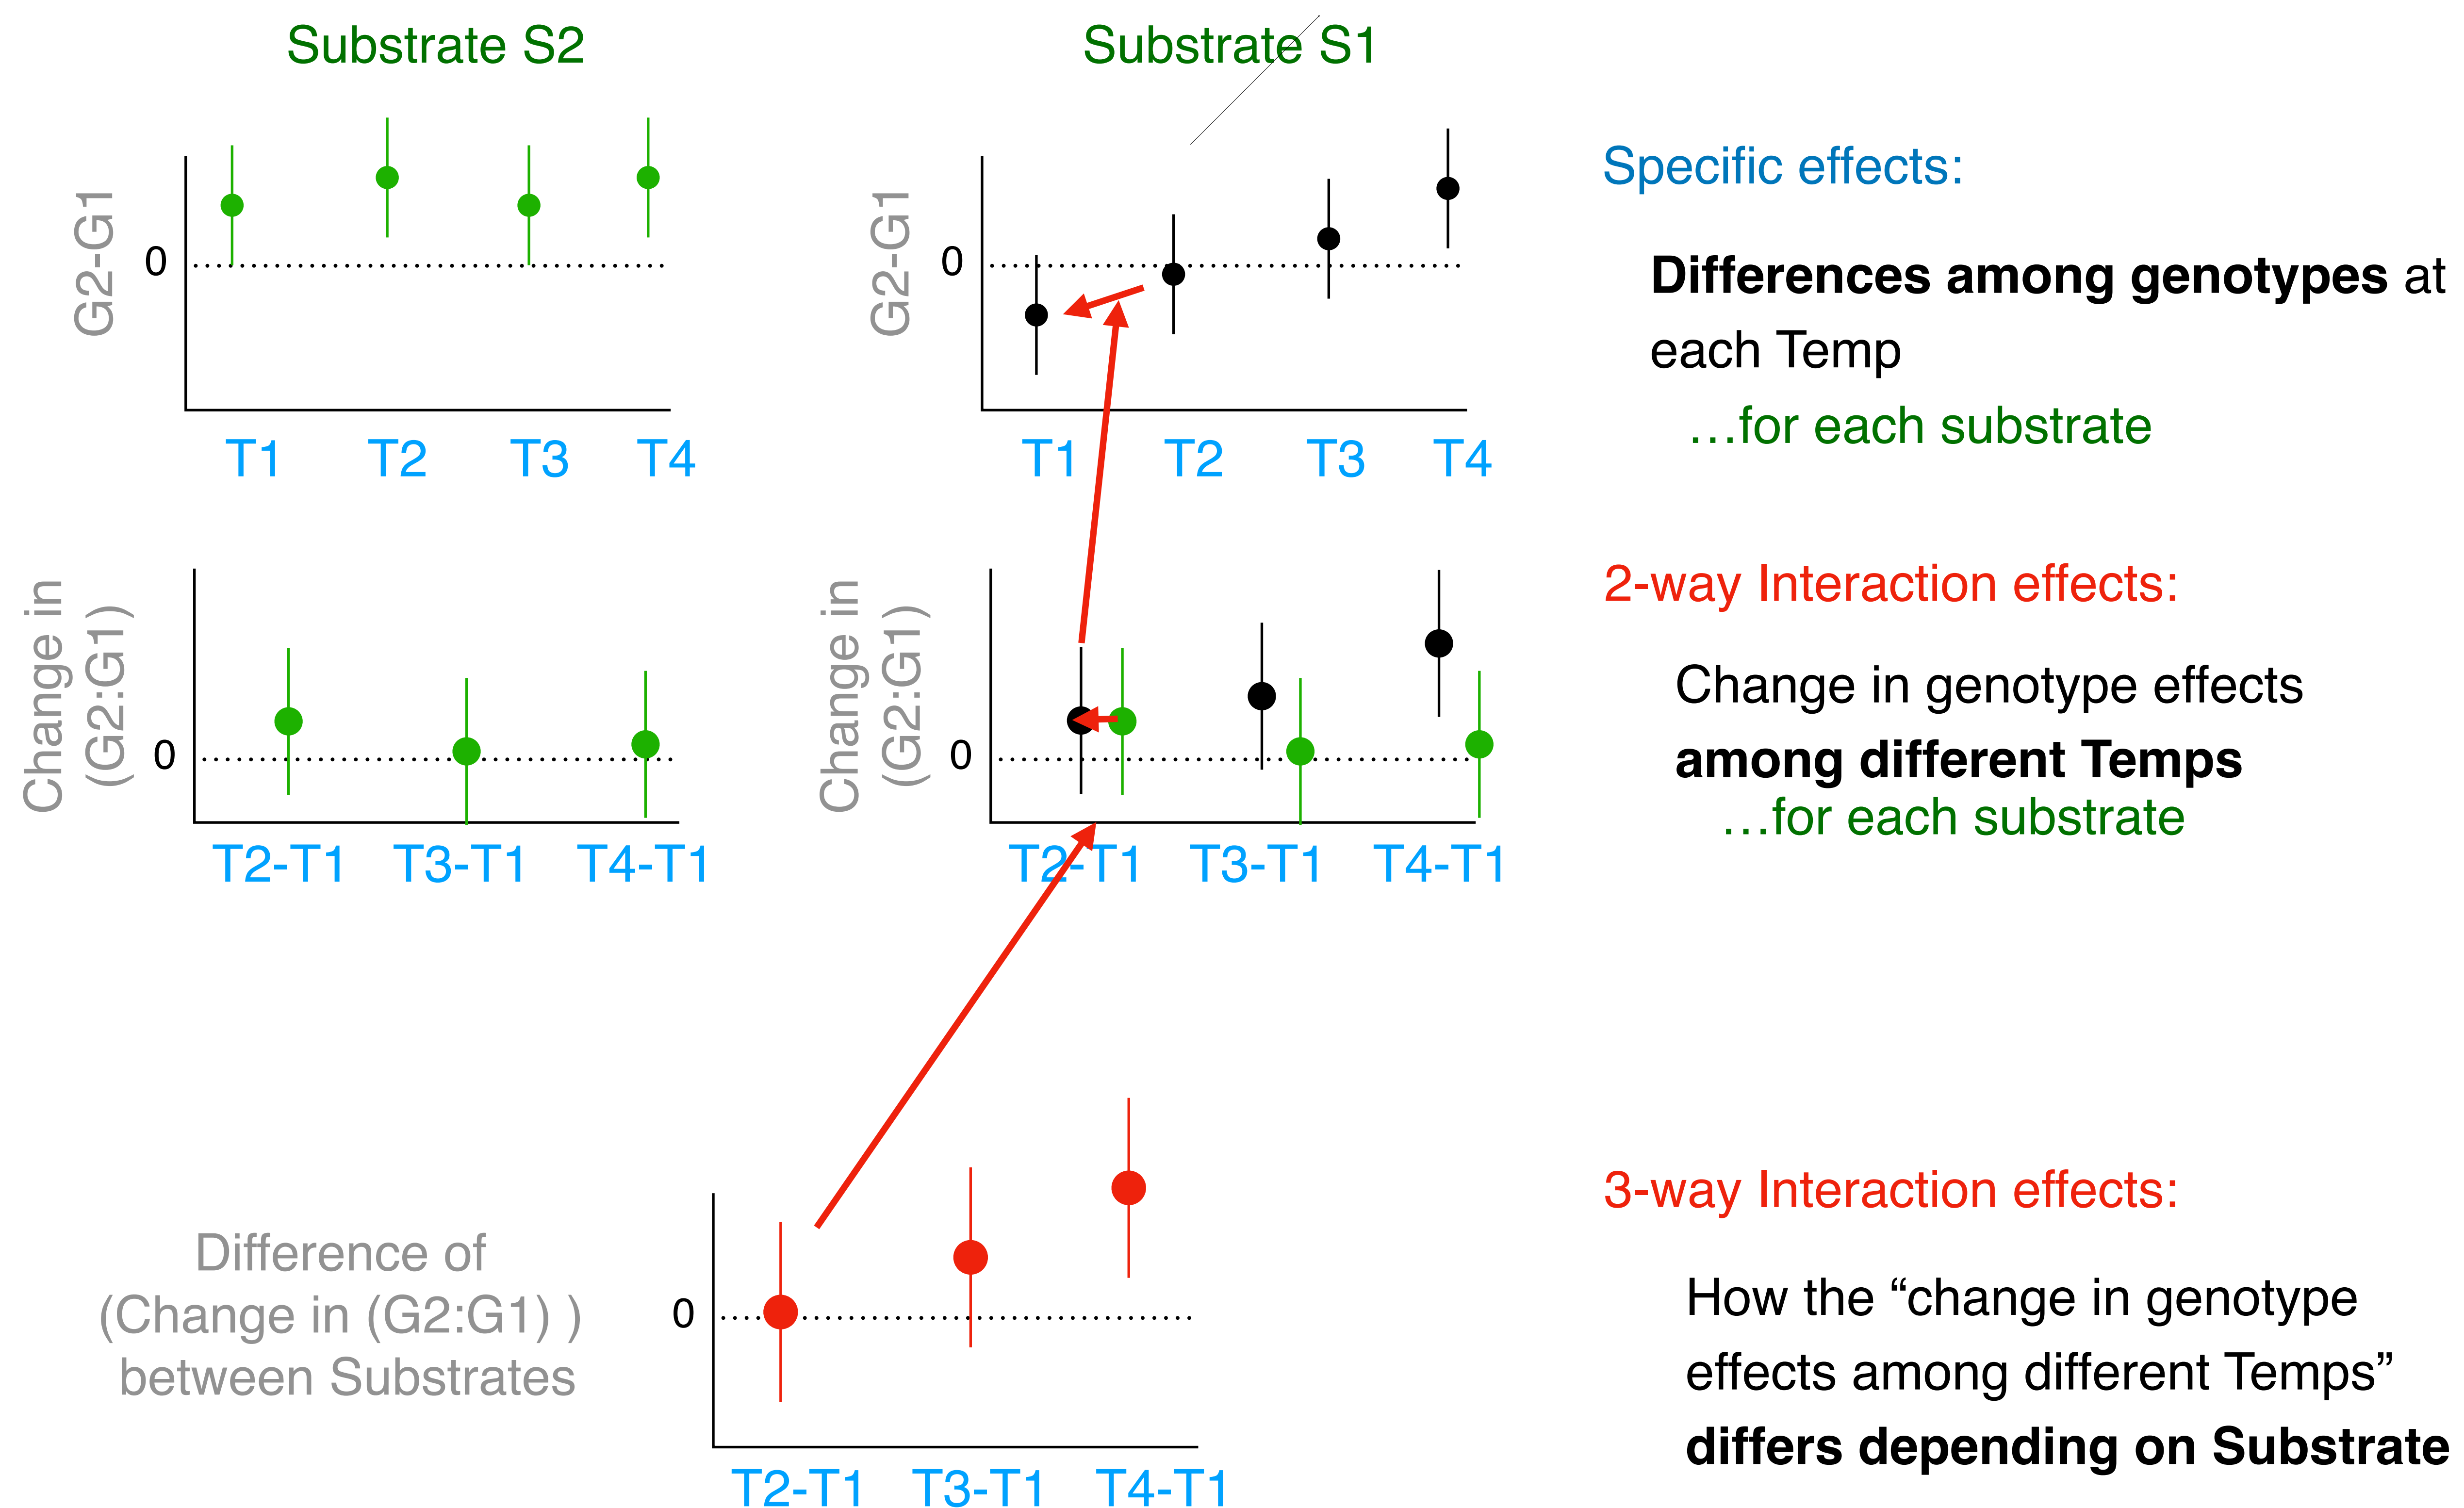 Substrate S2
Substrate S1
G2-G1
0
T1 T2 T3 T4
G2-G1
0
T1 T2 T3 T4
Specific effects:
Differences among genotypes at
each Temp
…for each substrate
Change in
(G2:G1)
0
T2-T1 T3-T1 T4-T1
Change in
(G2:G1)
0
T2-T1 T3-T1 T4-T1
2-way Interaction effects:
Change in genotype effects
among different Temps
…for each substrate
Difference of
(Change in (G2:G1) )
between Substrates
0
T2-T1 T3-T1 T4-T1
3-way Interaction effects:
How the “change in genotype
effects among different Temps”
differs depending on Substrate